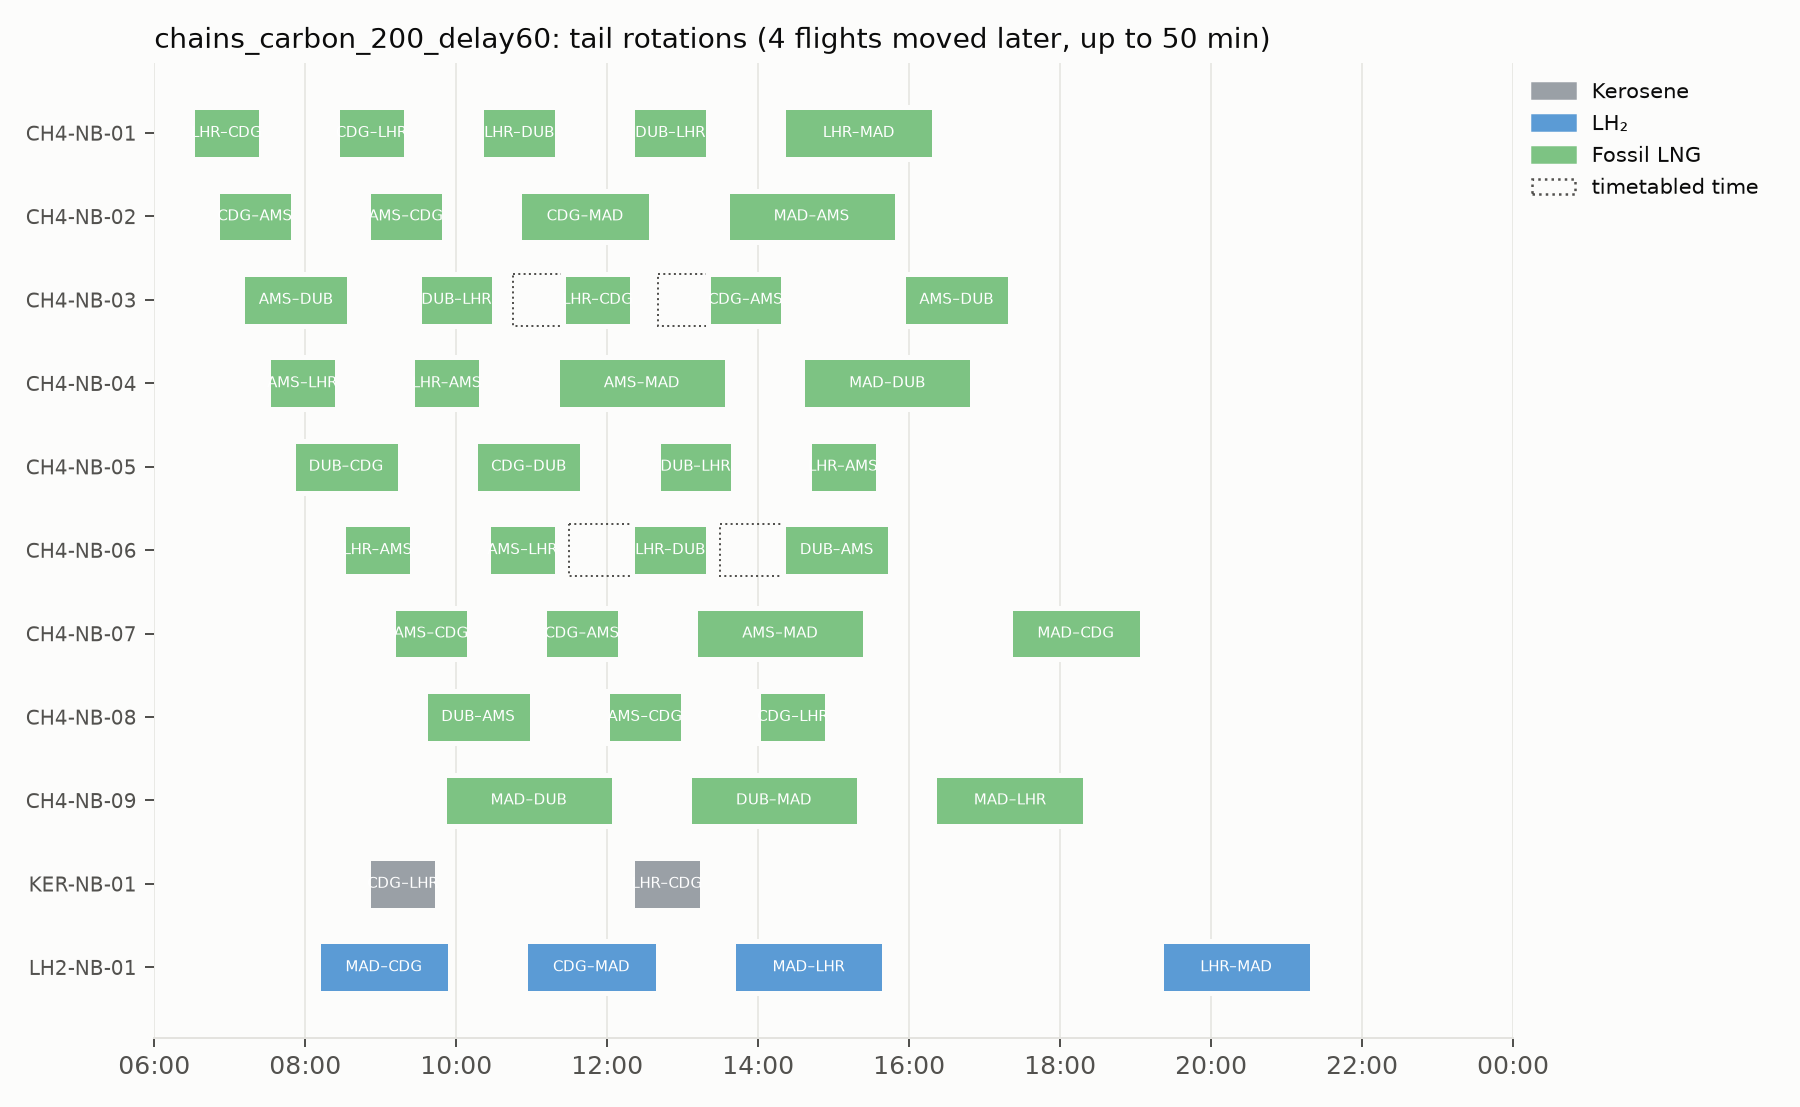 chains_carbon_200_delay60: tail rotations (4 flights moved later, up to 50 min)
Kerosene
LH₂
Fossil LNG
timetabled time
CH4-NB-01 LHR–CDG CDG–LHR LHR–DUB DUB–LHR LHR–MAD
CH4-NB-02 CDG–AMS AMS–CDG CDG–MAD MAD–AMS
CH4-NB-03 AMS–DUB DUB–LHR LHR–CDG CDG–AMS AMS–DUB
CH4-NB-04 AMS–LHR LHR–AMS AMS–MAD MAD–DUB
CH4-NB-05 DUB–CDG CDG–DUB DUB–LHR LHR–AMS
CH4-NB-06 LHR–AMS AMS–LHR LHR–DUB DUB–AMS
CH4-NB-07 AMS–CDG CDG–AMS AMS–MAD MAD–CDG
CH4-NB-08 DUB–AMS AMS–CDG CDG–LHR
CH4-NB-09 MAD–DUB DUB–MAD MAD–LHR
KER-NB-01 CDG–LHR LHR–CDG
LH2-NB-01 MAD–CDG CDG–MAD MAD–LHR LHR–MAD
06:00 08:00 10:00 12:00 14:00 16:00 18:00 20:00 22:00 00:00